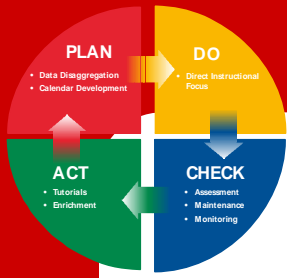 PLAN
• Data Disaggregation
• Calendar Development
DO
• Direct Instructional
Focus
ACT
• Tutorials
• Enrichment
CHECK
• Assessment
• Maintenance
• Monitoring